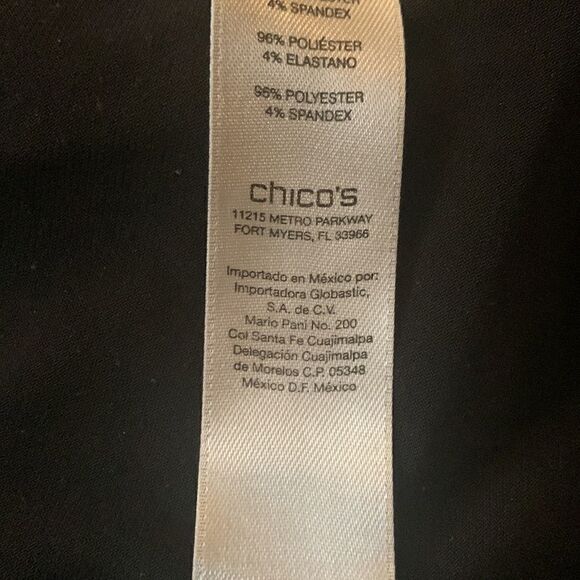 4% SPANDEX
96% POLIÉSTER
4% ELASTANO
96% POLYESTER
4% SPANDEX
chico's
11215 METRO PARKWAY
FORT MYERS, FL 33966
Importado en México por:
Importadora Globastic,
S.A. de C.V.
Mario Pani No. 200
Col Santa Fe Cuajimalpa
Delegación Cuajimalpa
de Morelos C.P. 05348
México D.F. México